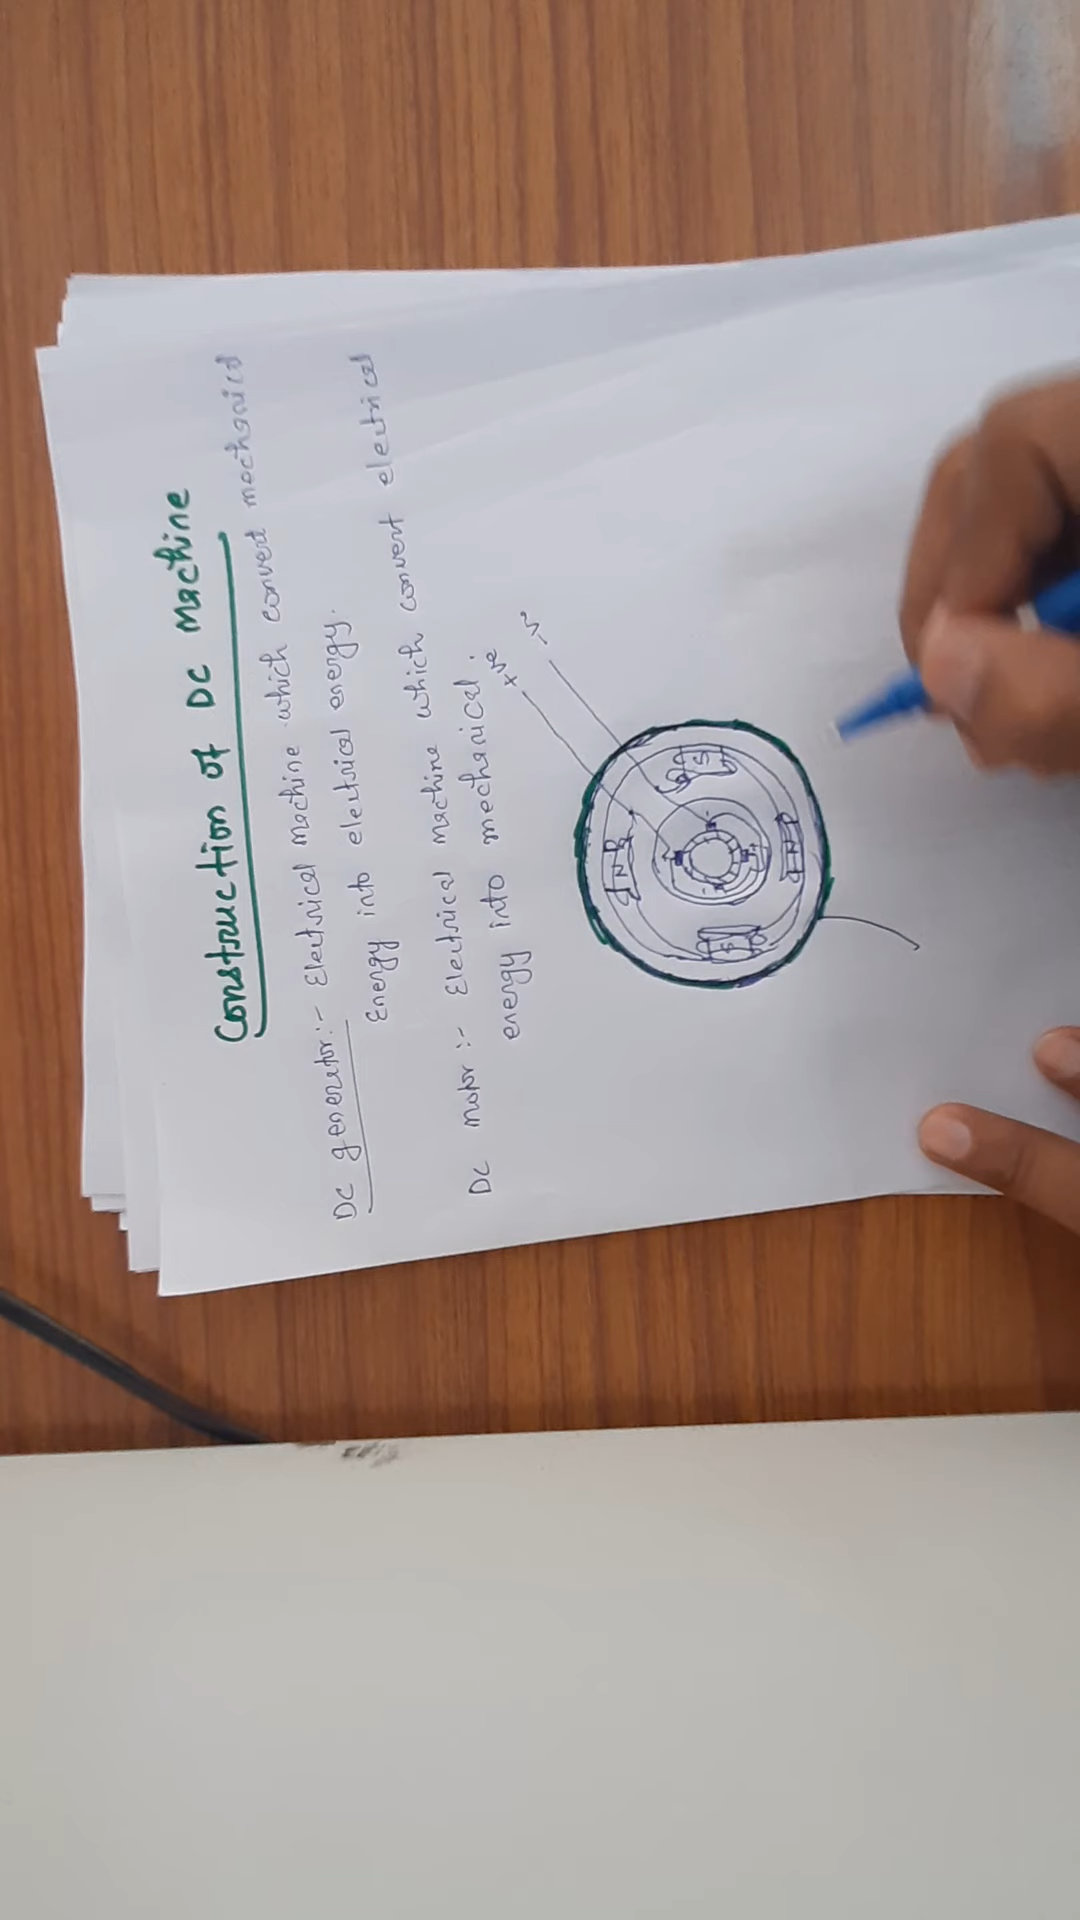 Construction of DC Machine
DC generator:- Electrical machine which convert mechanical
Energy into electrical energy.
DC motor :- Electrical machine which convert electrical
energy into mechanical.
+ve
-ve
N
S
N
S